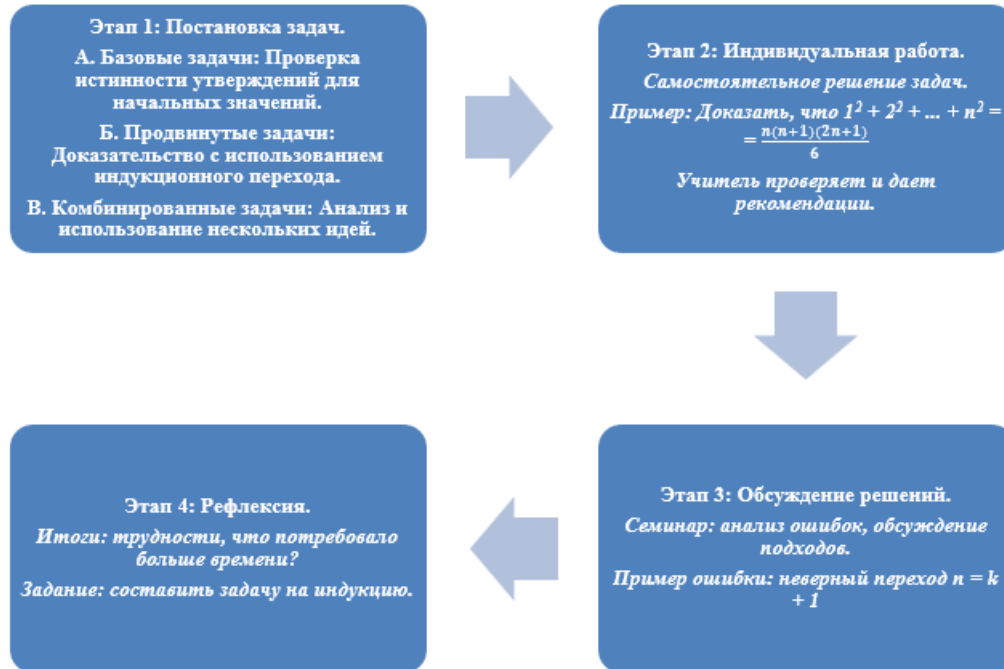 Этап 1: Постановка задач.
А. Базовые задачи: Проверка
истинности утверждений для
начальных значений.
Б. Продвинутые задачи:
Доказательство с использованием
индукционного перехода.
В. Комбинированные задачи: Анализ и
использование нескольких идей.
Этап 2: Индивидуальная работа.
Самостоятельное решение задач.
Пример: Доказать, что 1² + 2² + ... + n² =
= n(n+1)(2n+1)/6
Учитель проверяет и дает
рекомендации.
Этап 3: Обсуждение решений.
Семинар: анализ ошибок, обсуждение
подходов.
Пример ошибки: неверный переход n = k
+ 1
Этап 4: Рефлексия.
Итоги: трудности, что потребовало
больше времени?
Задание: составить задачу на индукцию.